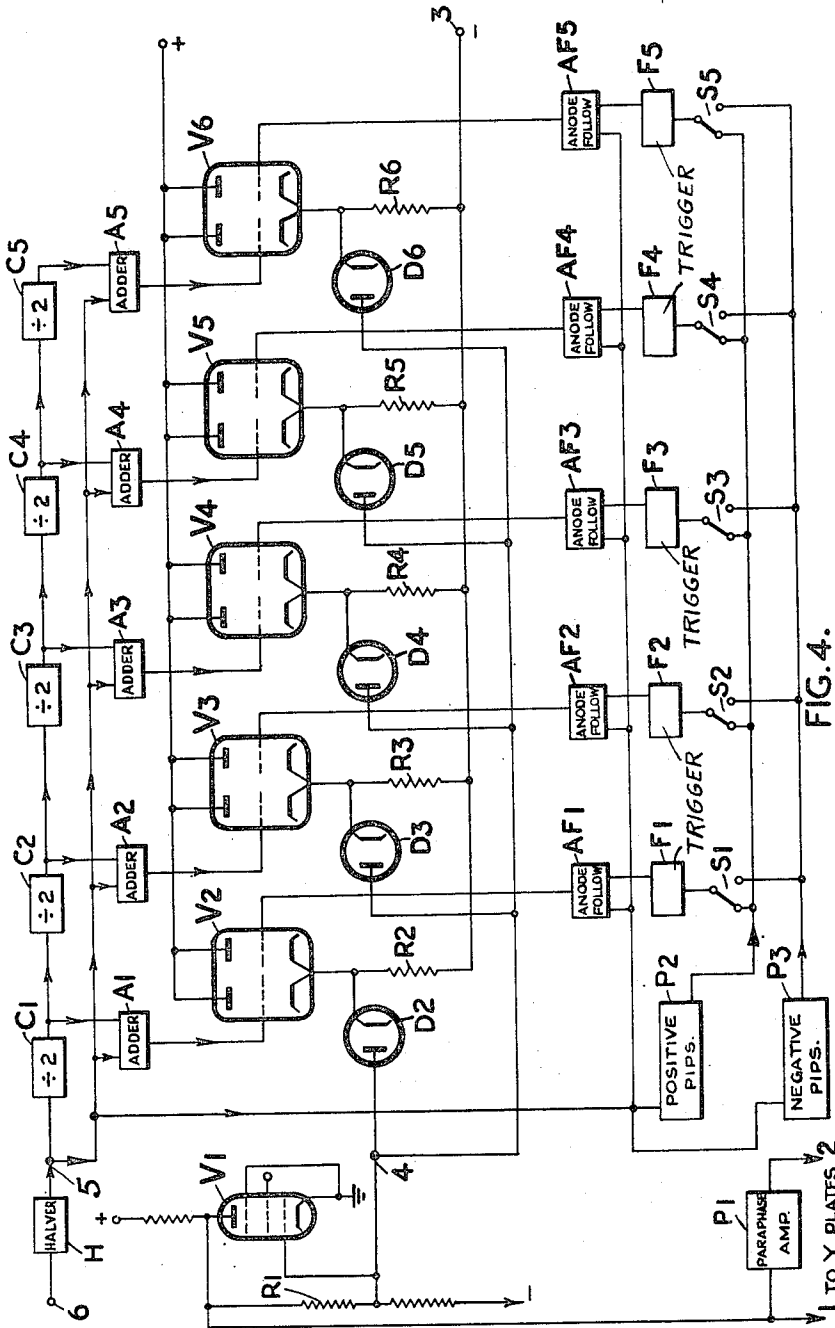 C1
C2
C3
C4
C5
÷2
÷2
÷2
÷2
÷2
HALVER
H
6
5
A1
A2
A3
A4
A5
ADDER
ADDER
ADDER
ADDER
ADDER
+
+
V1
V2
V3
V4
V5
V6
R1
R2
R3
R4
R5
R6
D2
D3
D4
D5
D6
3
−
4
−
AF1
AF2
AF3
AF4
AF5
ANODE
FOLLOW
ANODE
FOLLOW
ANODE
FOLLOW
ANODE
FOLLOW
ANODE
FOLLOW
F1
F2
F3
F4
F5
TRIGGER
TRIGGER
TRIGGER
TRIGGER
TRIGGER
S1
S2
S3
S4
S5
P2
POSITIVE
PIPS.
P3
NEGATIVE
PIPS.
P1
PARAPHASE
AMP.
1 TO Y PLATES 2
FIG. 4.